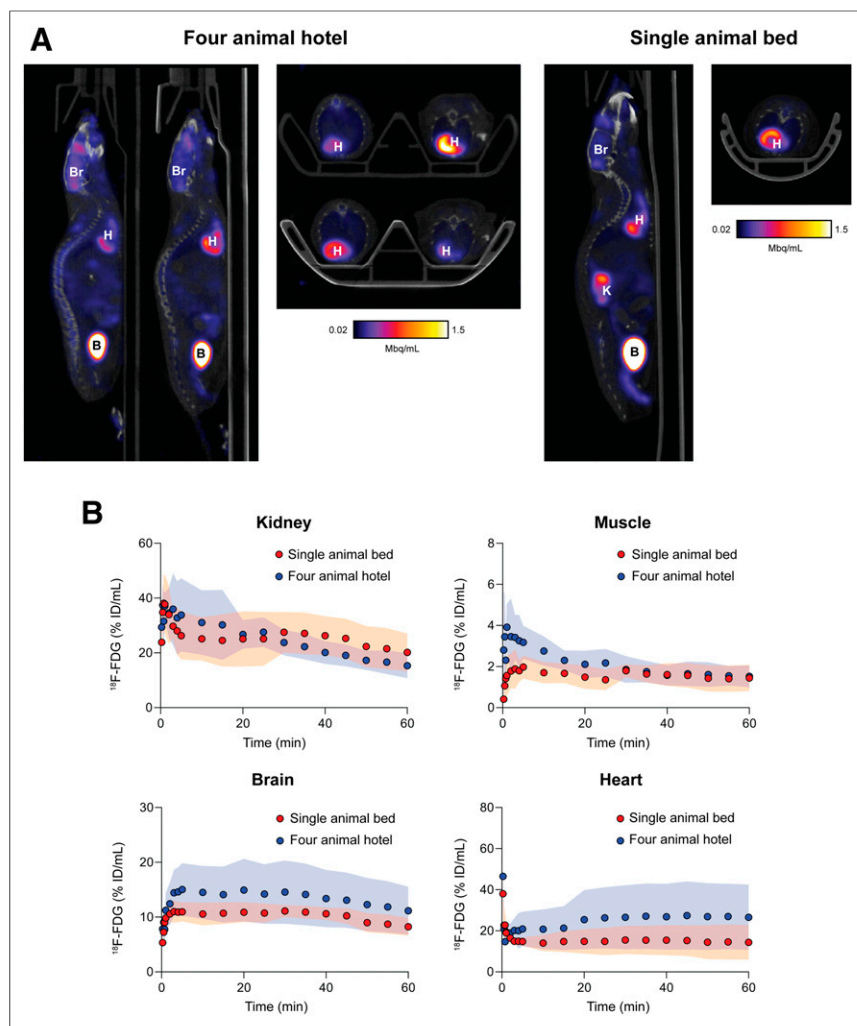 A
Four animal hotel
Single animal bed
Br
H
B
Br
H
B
H
H
H
H
0.02
1.5
Mbq/mL
Br
H
K
B
H
0.02
1.5
Mbq/mL
B
Kidney
Single animal bed
Four animal hotel
60
40
20
0
¹⁸F-FDG (% ID/mL)
0 20 40 60
Time (min)
Muscle
Single animal bed
Four animal hotel
8
6
4
2
0
¹⁸F-FDG (% ID/mL)
0 20 40 60
Time (min)
Brain
Single animal bed
Four animal hotel
30
20
10
0
¹⁸F-FDG (% ID/mL)
0 20 40 60
Time (min)
Heart
Single animal bed
Four animal hotel
80
60
40
20
0
¹⁸F-FDG (% ID/mL)
0 20 40 60
Time (min)